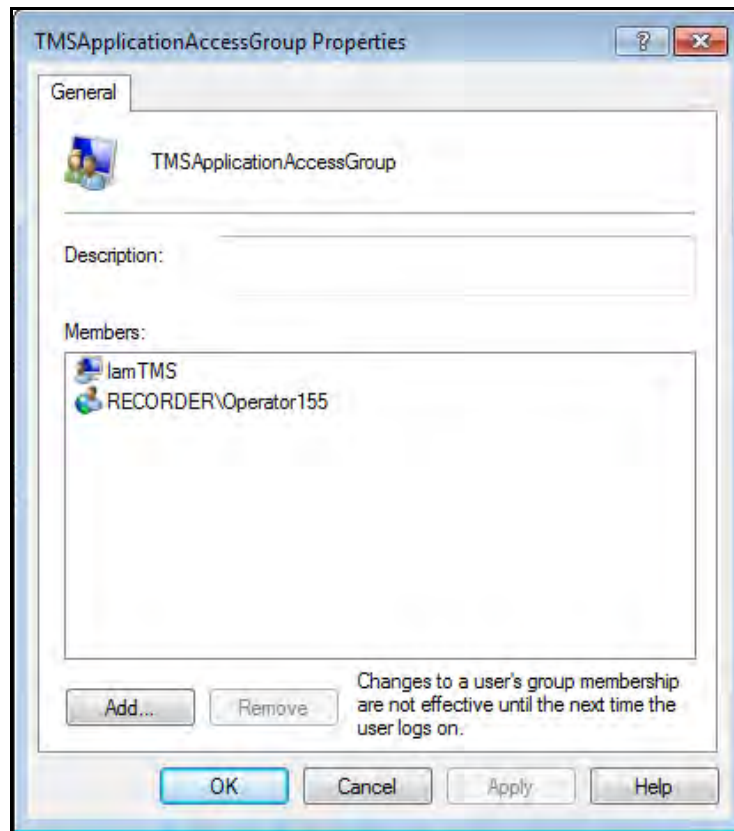 TMSApplicationAccessGroup Properties
General
TMSApplicationAccessGroup
Description:
Members:
IamTMS
RECORDER\Operator155
Add...
Remove
Changes to a user's group membership
are not effective until the next time the
user logs on.
OK
Cancel
Apply
Help